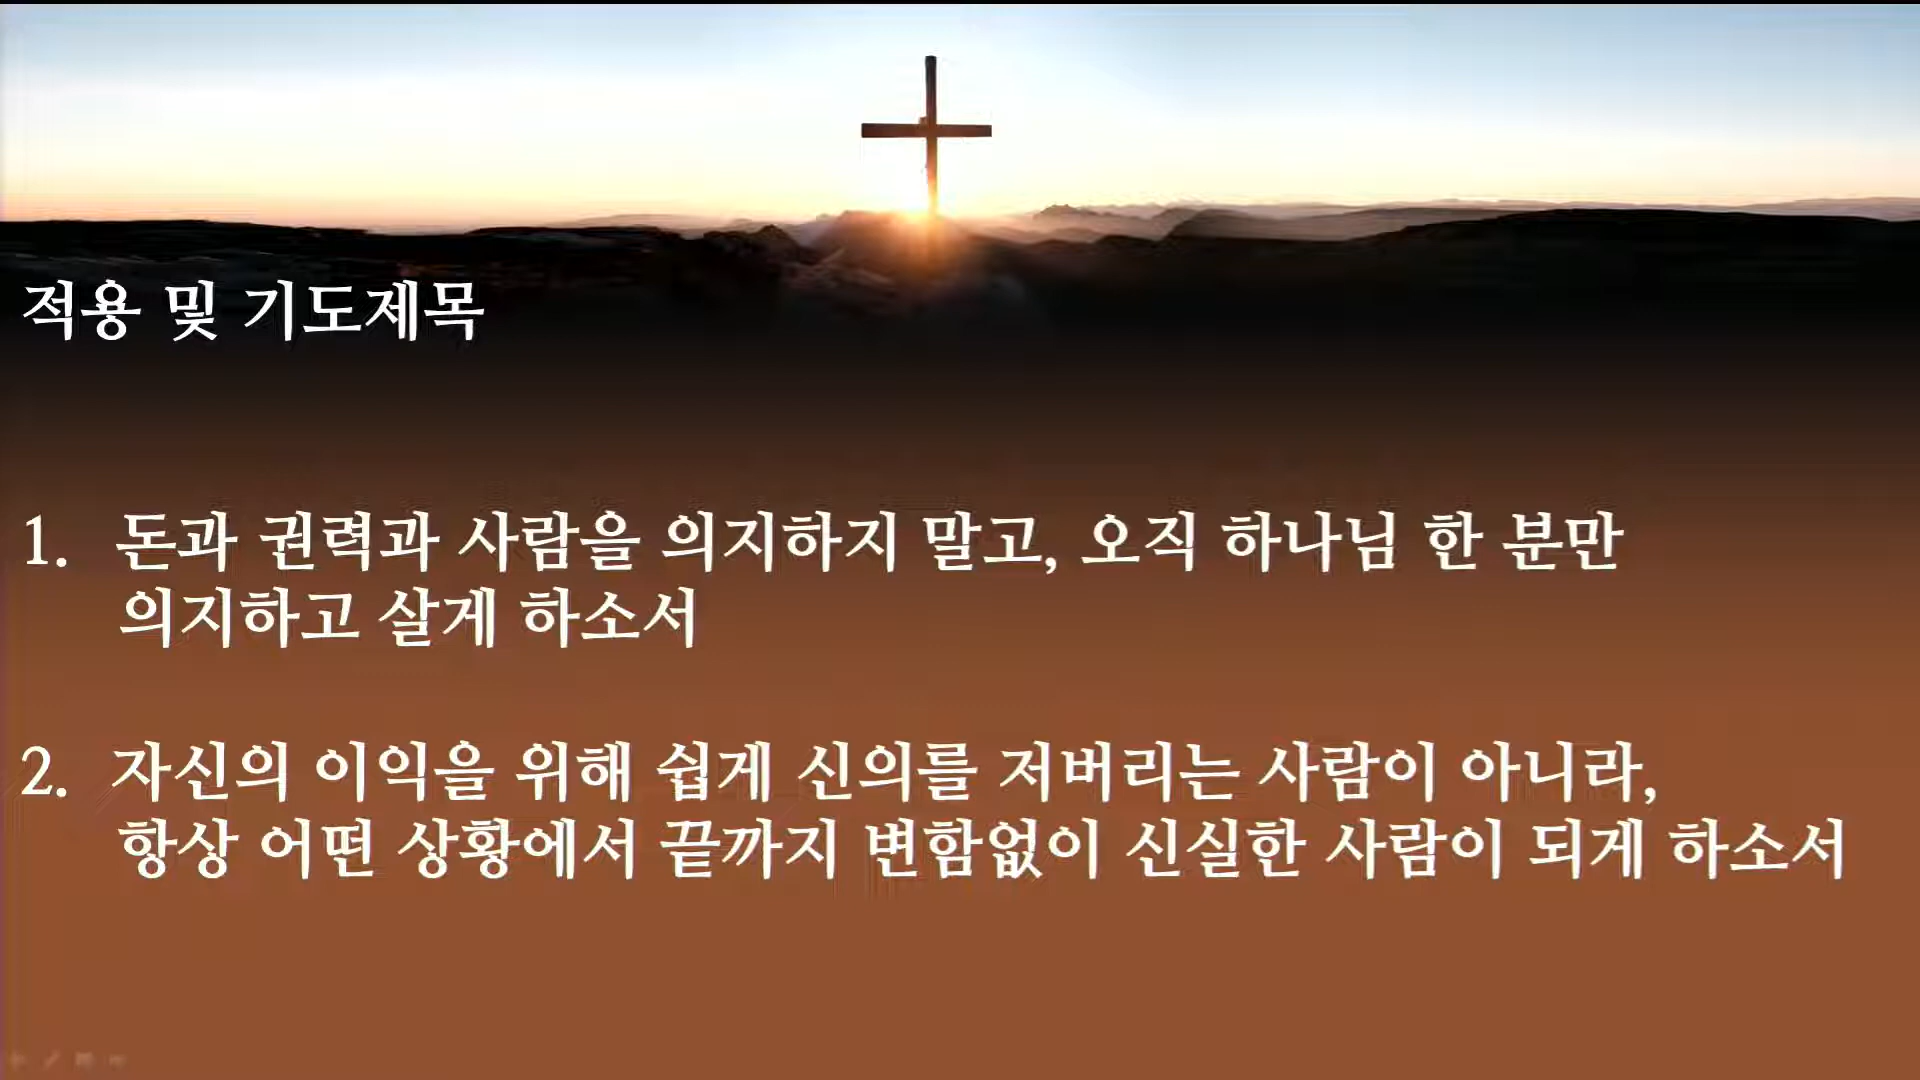 적용 및 기도제목
1. 돈과 권력과 사람을 의지하지 말고, 오직 하나님 한 분만
의지하고 살게 하소서
2. 자신의 이익을 위해 쉽게 신의를 저버리는 사람이 아니라,
항상 어떤 상황에서 끝까지 변함없이 신실한 사람이 되게 하소서